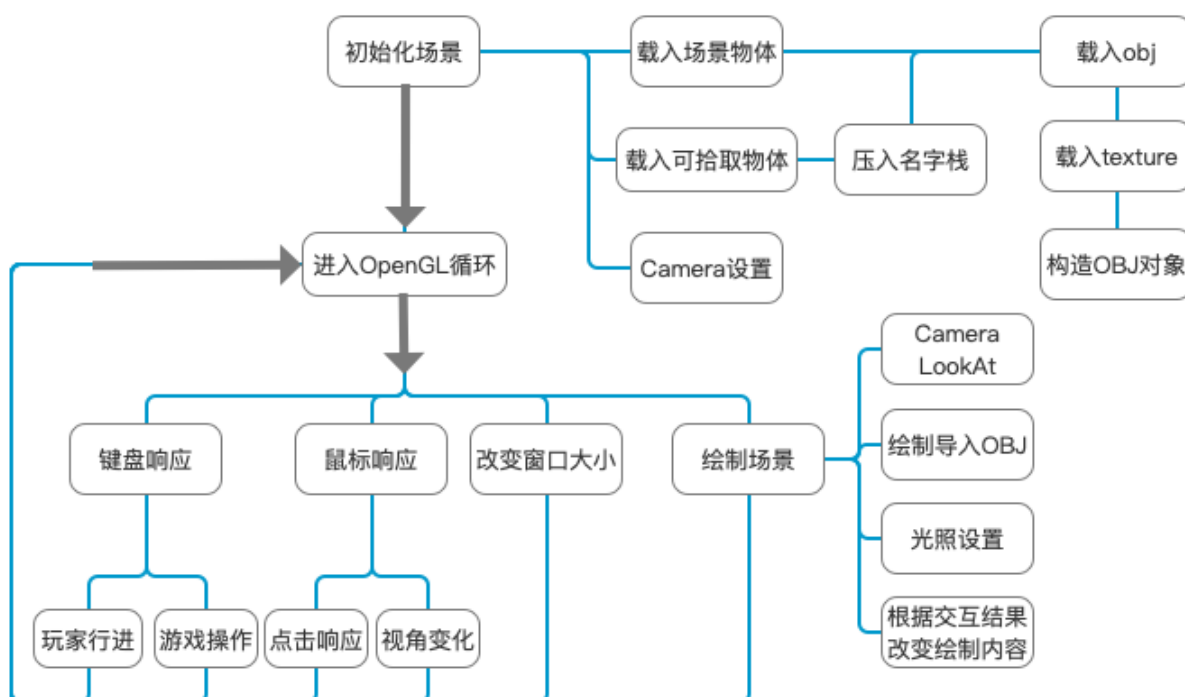 初始化场景
载入场景物体
载入obj
载入可拾取物体
压入名字栈
载入texture
进入OpenGL循环
Camera设置
构造OBJ对象
Camera
LookAt
键盘响应
鼠标响应
改变窗口大小
绘制场景
绘制导入OBJ
光照设置
玩家行进
游戏操作
点击响应
视角变化
根据交互结果
改变绘制内容